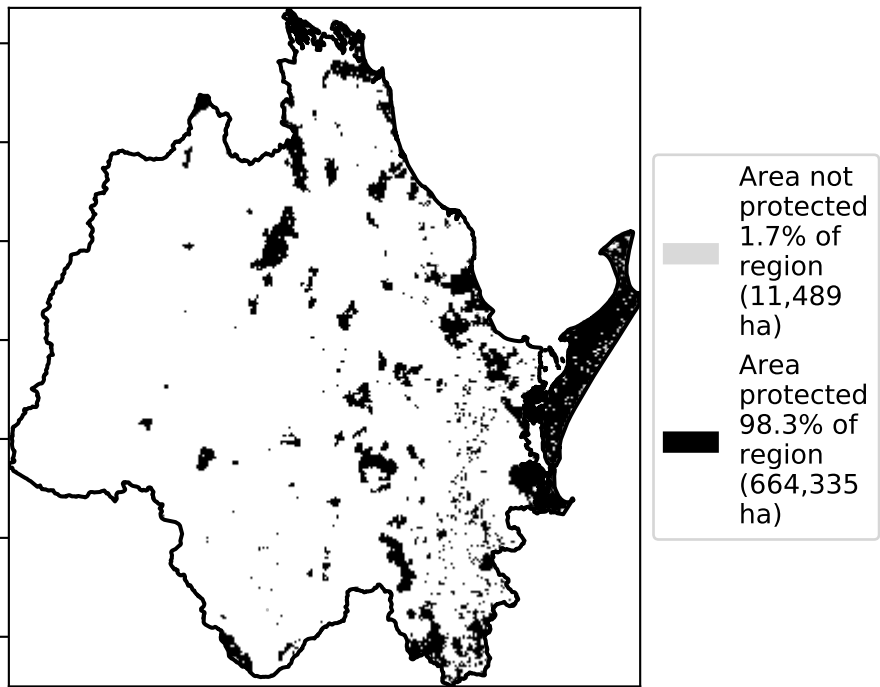 Area not
protected
1.7% of
region
(11,489
ha)
Area
protected
98.3% of
region
(664,335
ha)